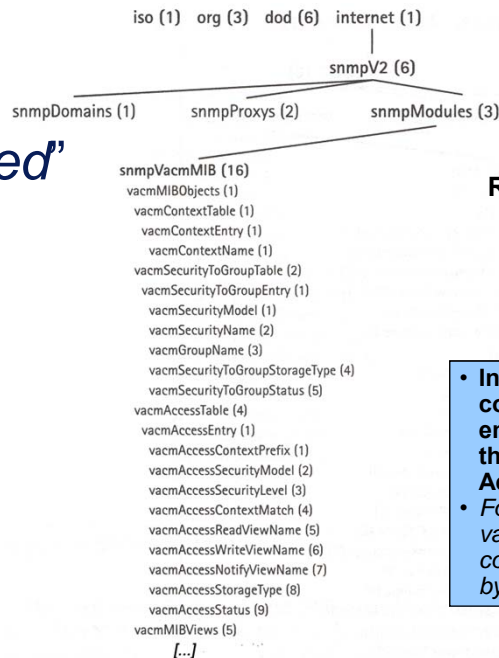 iso (1) org (3) dod (6) internet (1)
snmpV2 (6)
snmpDomains (1) snmpProxys (2) snmpModules (3)
ed”
snmpVacmMIB (16)
vacmMIBObjects (1)
vacmContextTable (1)
vacmContextEntry (1)
vacmContextName (1)
vacmSecurityToGroupTable (2)
vacmSecurityToGroupEntry (1)
vacmSecurityModel (1)
vacmSecurityName (2)
vacmGroupName (3)
vacmSecurityToGroupStorageType (4)
vacmSecurityToGroupStatus (5)
vacmAccessTable (4)
vacmAccessEntry (1)
vacmAccessContextPrefix (1)
vacmAccessSecurityModel (2)
vacmAccessSecurityLevel (3)
vacmAccessContextMatch (4)
vacmAccessReadViewName (5)
vacmAccessWriteViewName (6)
vacmAccessNotifyViewName (7)
vacmAccessStorageType (8)
vacmAccessStatus (9)
vacmMIBViews (5)
[...]
R
• In
co
en
th
A
• Fo
va
co
by